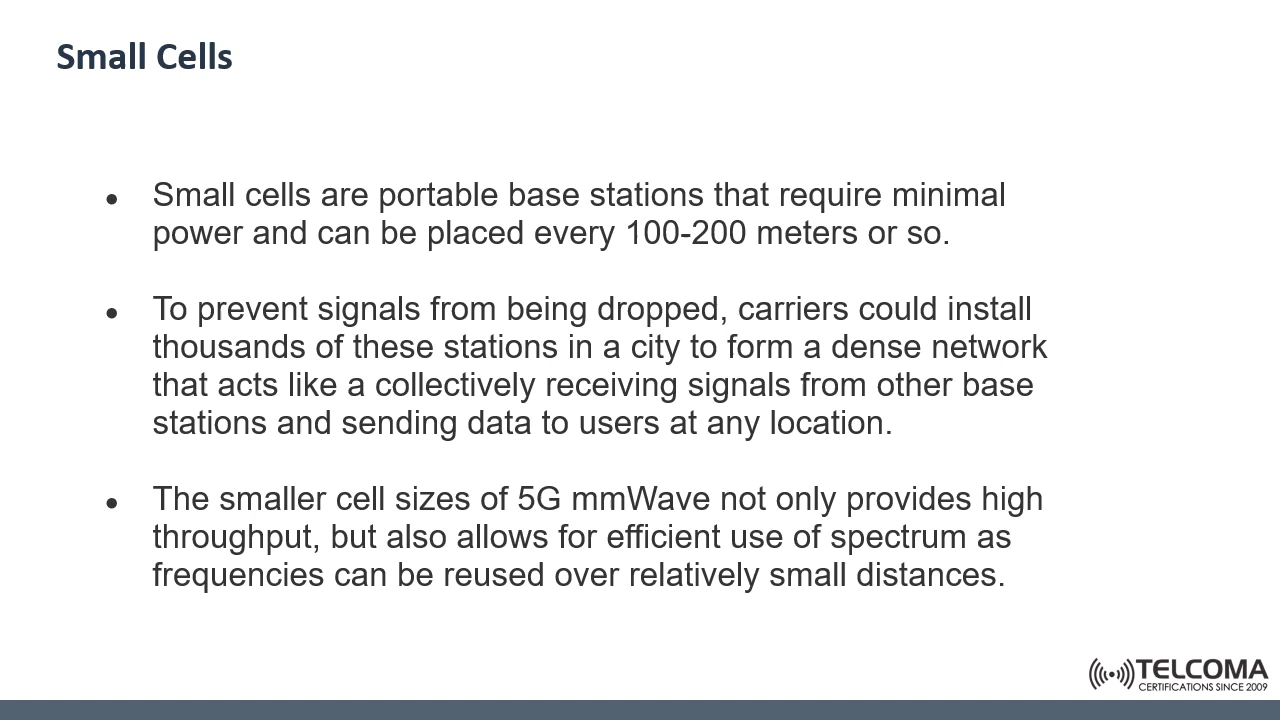 Small Cells
● Small cells are portable base stations that require minimal
power and can be placed every 100-200 meters or so.
● To prevent signals from being dropped, carriers could install
thousands of these stations in a city to form a dense network
that acts like a collectively receiving signals from other base
stations and sending data to users at any location.
● The smaller cell sizes of 5G mmWave not only provides high
throughput, but also allows for efficient use of spectrum as
frequencies can be reused over relatively small distances.
TELCOMA
CERTIFICATIONS SINCE 2009